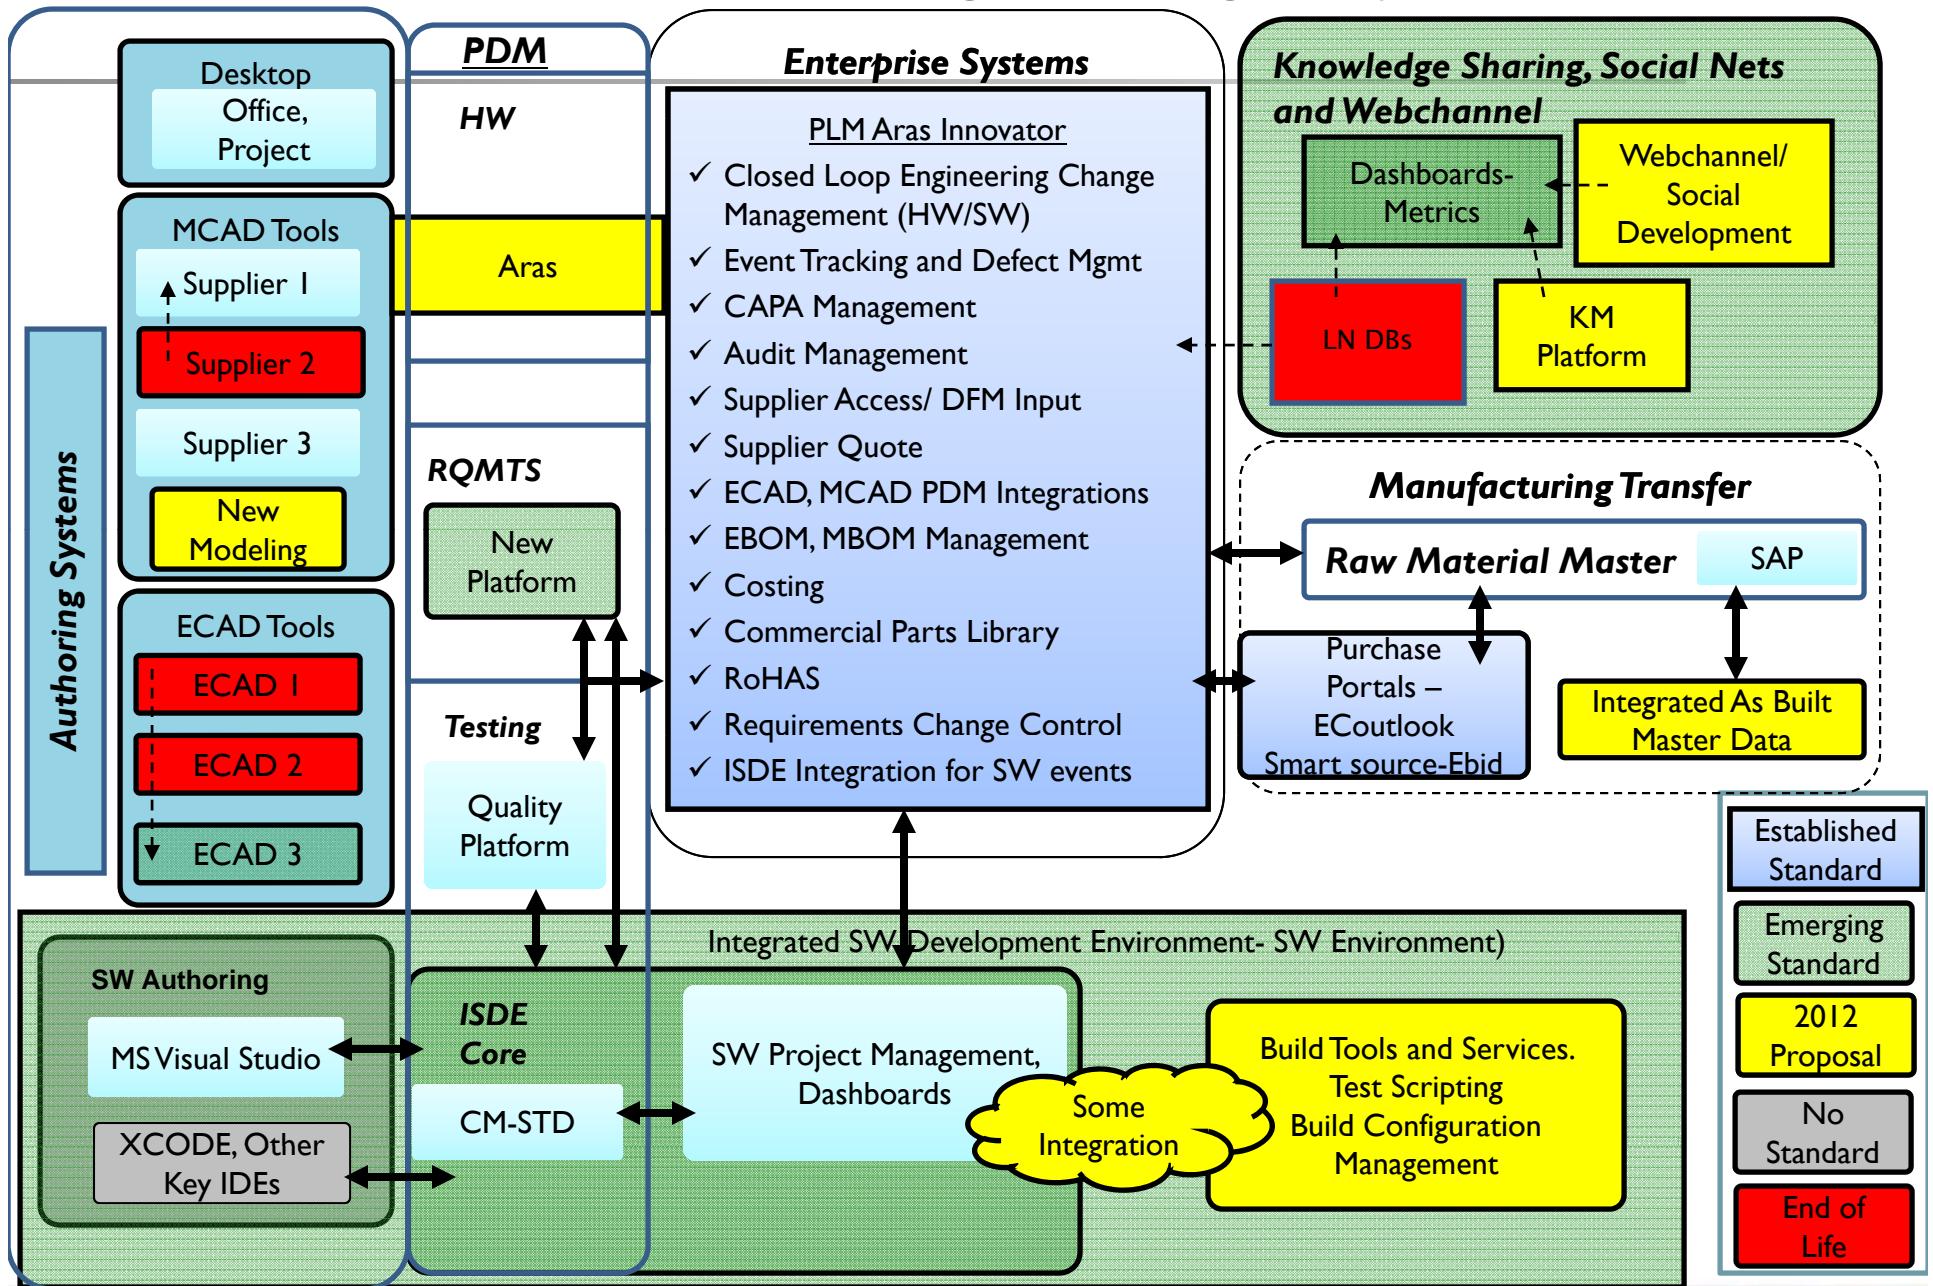 Desktop
Office,
Project
MCAD Tools
Supplier 1
Supplier 2
Supplier 3
New
Modeling
Authoring Systems
ECAD Tools
ECAD 1
ECAD 2
ECAD 3
PDM
HW
Aras
RQMTS
New
Platform
Testing
Quality
Platform
Enterprise Systems
PLM Aras Innovator
✓ Closed Loop Engineering Change
Management (HW/SW)
✓ Event Tracking and Defect Mgmt
✓ CAPA Management
✓ Audit Management
✓ Supplier Access/ DFM Input
✓ Supplier Quote
✓ ECAD, MCAD PDM Integrations
✓ EBOM, MBOM Management
✓ Costing
✓ Commercial Parts Library
✓ RoHAS
✓ Requirements Change Control
✓ ISDE Integration for SW events
Knowledge Sharing, Social Nets
and Webchannel
Dashboards-
Metrics
Webchannel/
Social
Development
LN DBs
KM
Platform
Manufacturing Transfer
Raw Material Master
SAP
Purchase
Portals –
ECoutlook
Smart source-Ebid
Integrated As Built
Master Data
Established
Standard
Emerging
Standard
2012
Proposal
No
Standard
End of
Life
Integrated SW Development Environment- SW Environment)
SW Authoring
MS Visual Studio
XCODE, Other
Key IDEs
ISDE
Core
CM-STD
SW Project Management,
Dashboards
Some
Integration
Build Tools and Services.
Test Scripting
Build Configuration
Management